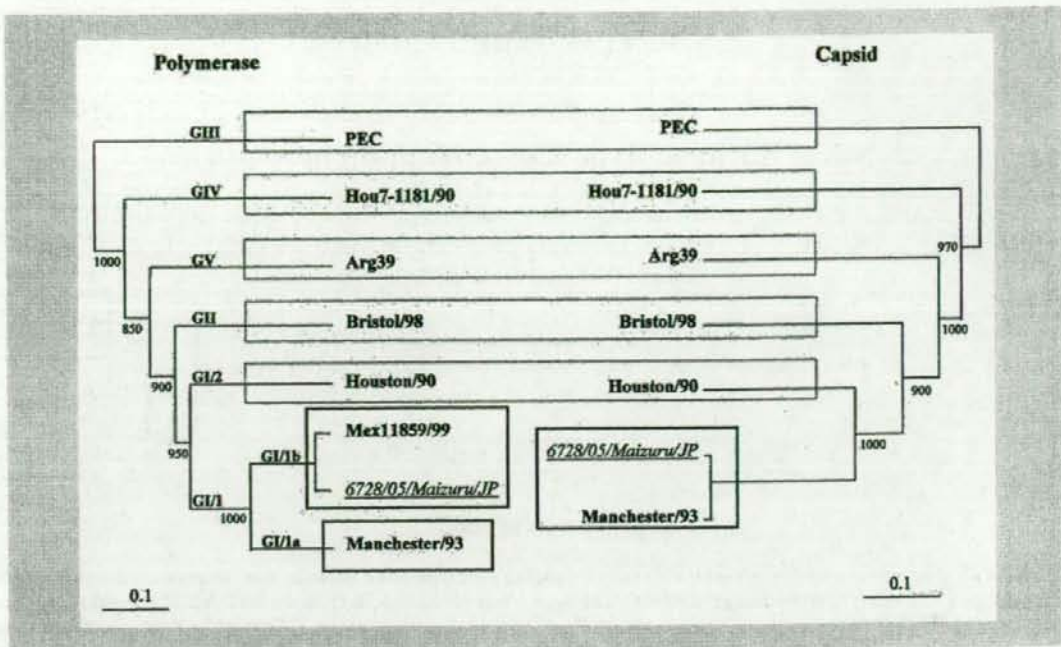 Polymerase Capsid
GIII PEC PEC
GIV Hou7-1181/90 Hou7-1181/90
1000 970
GV Arg39 Arg39
850 1000
GII Bristol/98 Bristol/98
900 900
GI/2 Houston/90 Houston/90
950 1000
Mex11859/99
GI/1b 6728/05/Maizuru/JP
6728/05/Maizuru/JP
GI/1
1000 Manchester/93
GI/1a Manchester/93
0.1 0.1